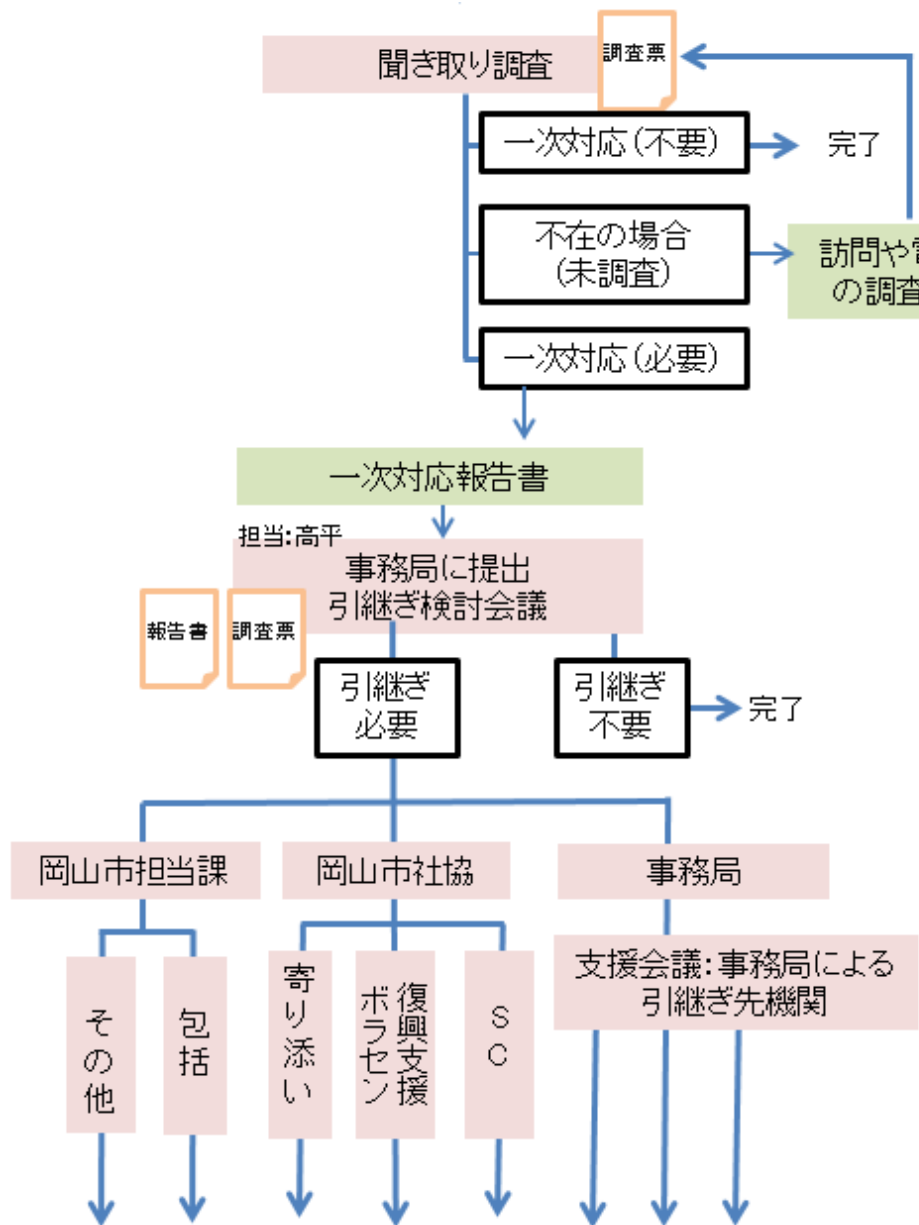 聞き取り調査
調査票
一次対応(不要)
完了
不在の場合
(未調査)
訪問や
の調査
一次対応(必要)
一次対応報告書
担当:高平
事務局に提出
引継ぎ検討会議
報告書
調査票
引継ぎ
必要
引継ぎ
不要
完了
岡山市担当課
岡山市社協
事務局
その他
包括
寄り添い
復興支援
ボラセン
SC
支援会議:事務局による
引継ぎ先機関